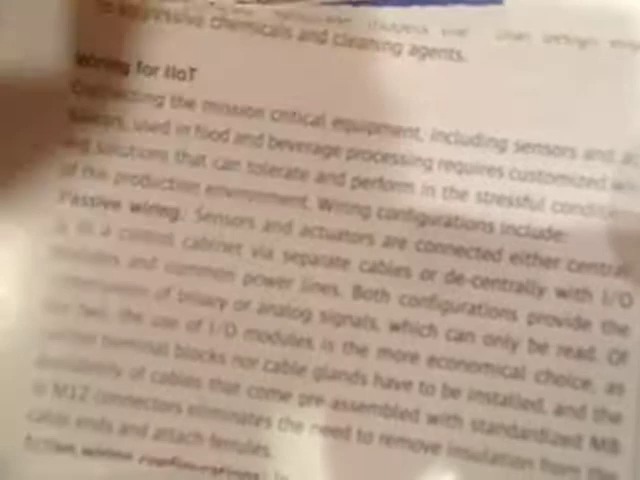 to aggressive chemicals and cleaning agents.
Wiring for IIoT
Connecting the mission critical equipment, including sensors and
used in food and beverage processing requires customized
solutions that can tolerate and perform in the stressful
of the production environment. Wiring configurations include:
Passive wiring: Sensors and actuators are connected either
to a control cabinet via separate cables or de-centrally with I/O
modules and common power lines. Both configurations provide the
of binary or analog signals, which can only be read. Of
two, the use of I/O modules is the more economical choice, as
terminal blocks nor cable glands have to be installed, and the
of cables that come pre-assembled with standardized M8
M12 connectors eliminates the need to remove insulation from the
cable ends and attach ferrules.